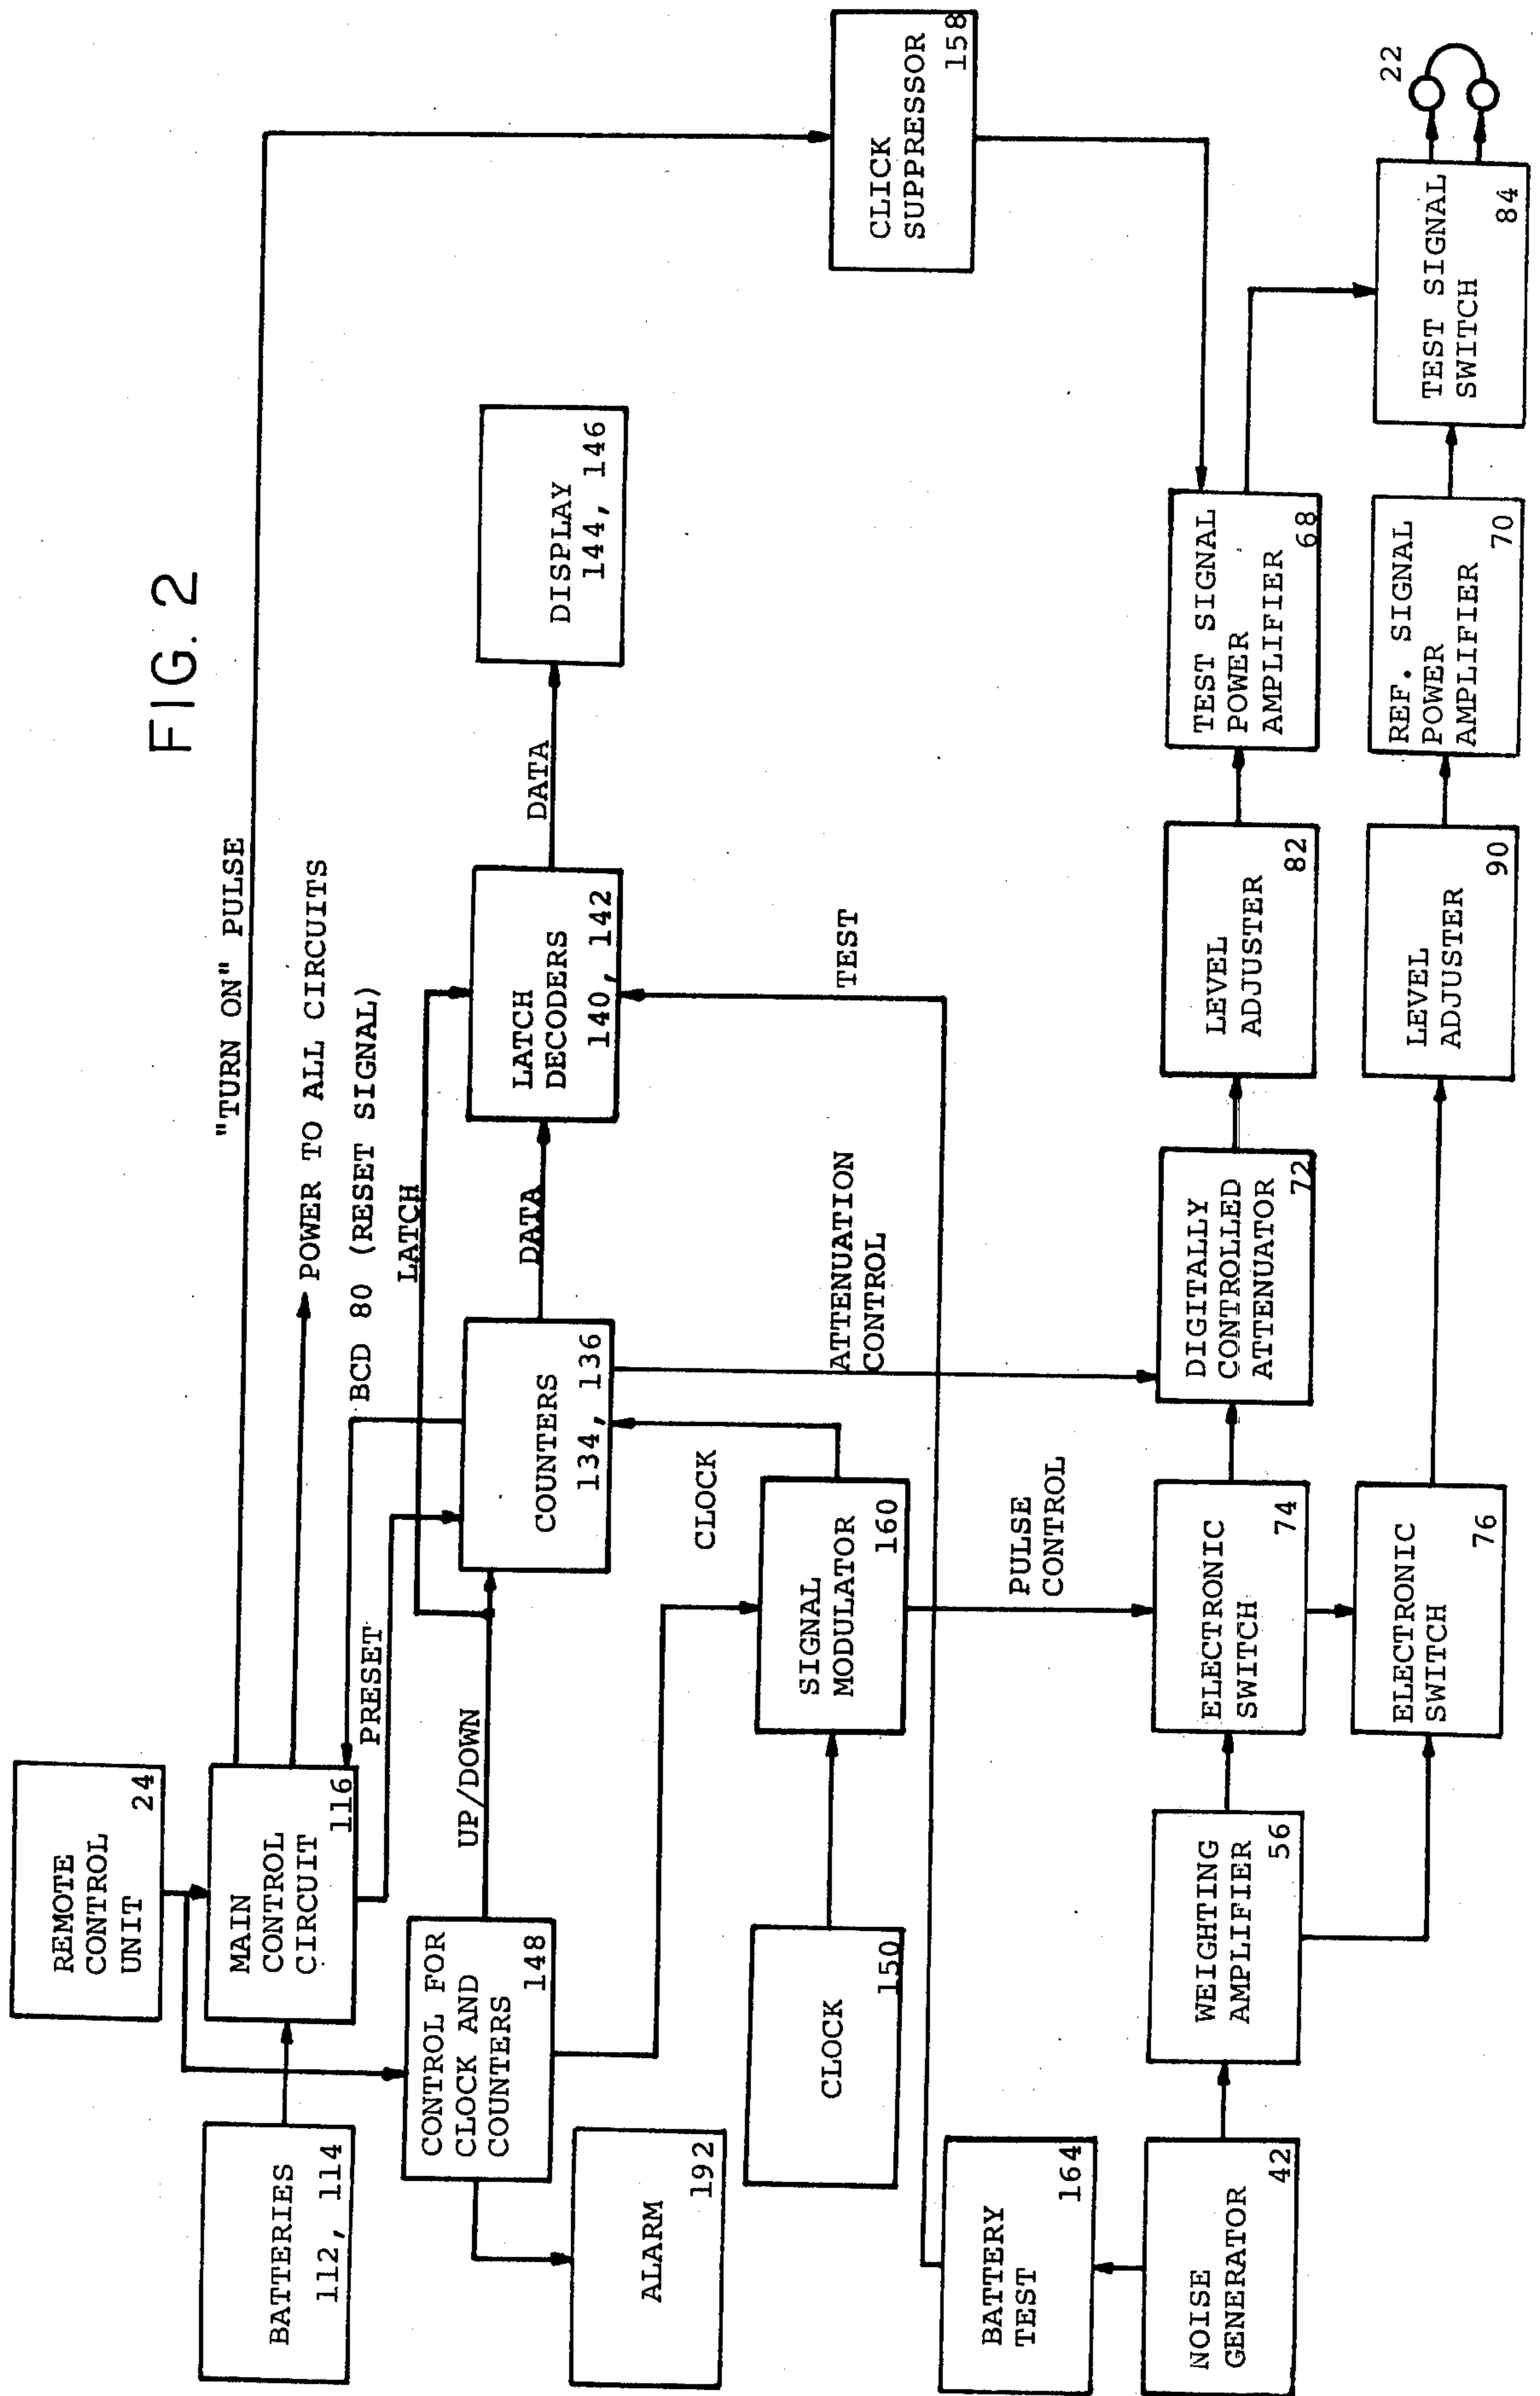 FIG. 2
REMOTE
CONTROL
UNIT
24
"TURN ON" PULSE
POWER TO ALL CIRCUITS
BATTERIES
112, 114
MAIN
CONTROL
CIRCUIT
116
BCD 80 (RESET SIGNAL)
PRESET
LATCH
CONTROL FOR
CLOCK AND
COUNTERS
148
UP/DOWN
COUNTERS
134, 136
DATA
LATCH
DECODERS
140, 142
DATA
DISPLAY
144, 146
ALARM
192
CLOCK
CLOCK
150
SIGNAL
MODULATOR
160
ATTENUATION
CONTROL
TEST
CLICK
SUPPRESSOR
158
BATTERY
TEST
164
PULSE
CONTROL
NOISE
GENERATOR
42
WEIGHTING
AMPLIFIER
56
ELECTRONIC
SWITCH
74
DIGITALLY
CONTROLLED
ATTENUATOR
72
LEVEL
ADJUSTER
82
TEST SIGNAL
POWER
AMPLIFIER
68
ELECTRONIC
SWITCH
76
LEVEL
ADJUSTER
90
REF. SIGNAL
POWER
AMPLIFIER
70
TEST SIGNAL
SWITCH
84
22